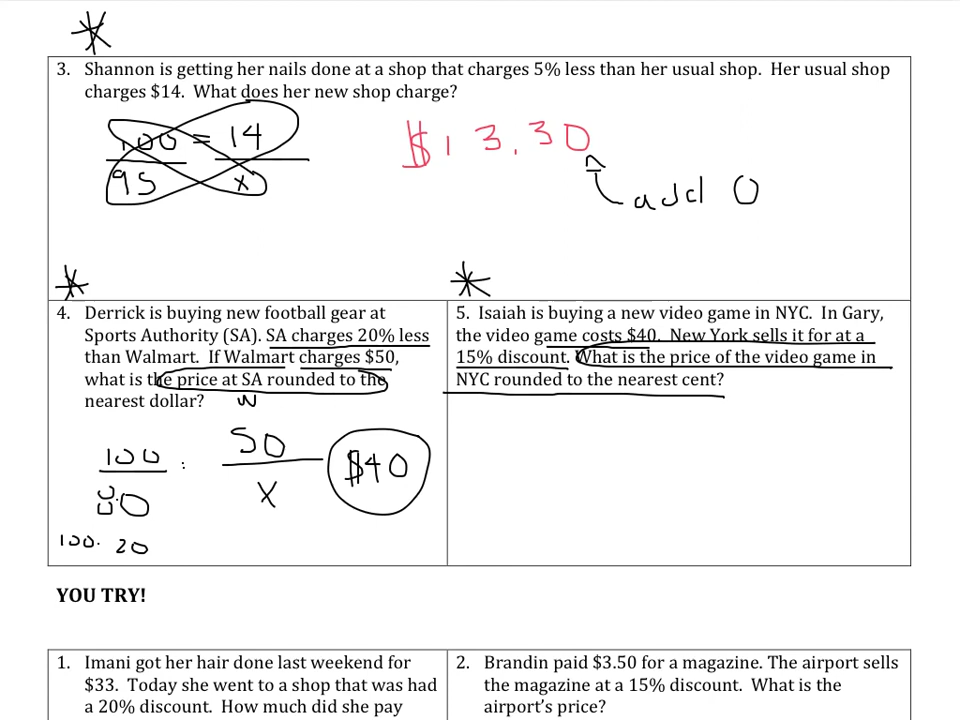 3. Shannon is getting her nails done at a shop that charges 5% less than her usual shop. Her usual shop
charges $14. What does her new shop charge?
100 = 14
95 x
$13.30
add 0
4. Derrick is buying new football gear at
Sports Authority (SA). SA charges 20% less
than Walmart. If Walmart charges $50,
what is the price at SA rounded to the
nearest dollar?
W
100 : 50
80 x
$40
100. 20
5. Isaiah is buying a new video game in NYC. In Gary,
the video game costs $40. New York sells it for at a
15% discount. What is the price of the video game in
NYC rounded to the nearest cent?
YOU TRY!
1. Imani got her hair done last weekend for
$33. Today she went to a shop that was had
a 20% discount. How much did she pay
2. Brandin paid $3.50 for a magazine. The airport sells
the magazine at a 15% discount. What is the
airport's price?